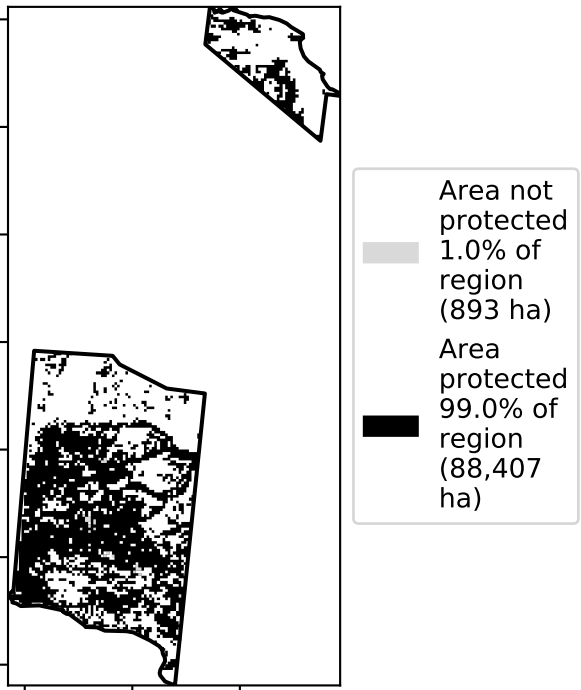 Area not
protected
1.0% of
region
(893 ha)
Area
protected
99.0% of
region
(88,407
ha)